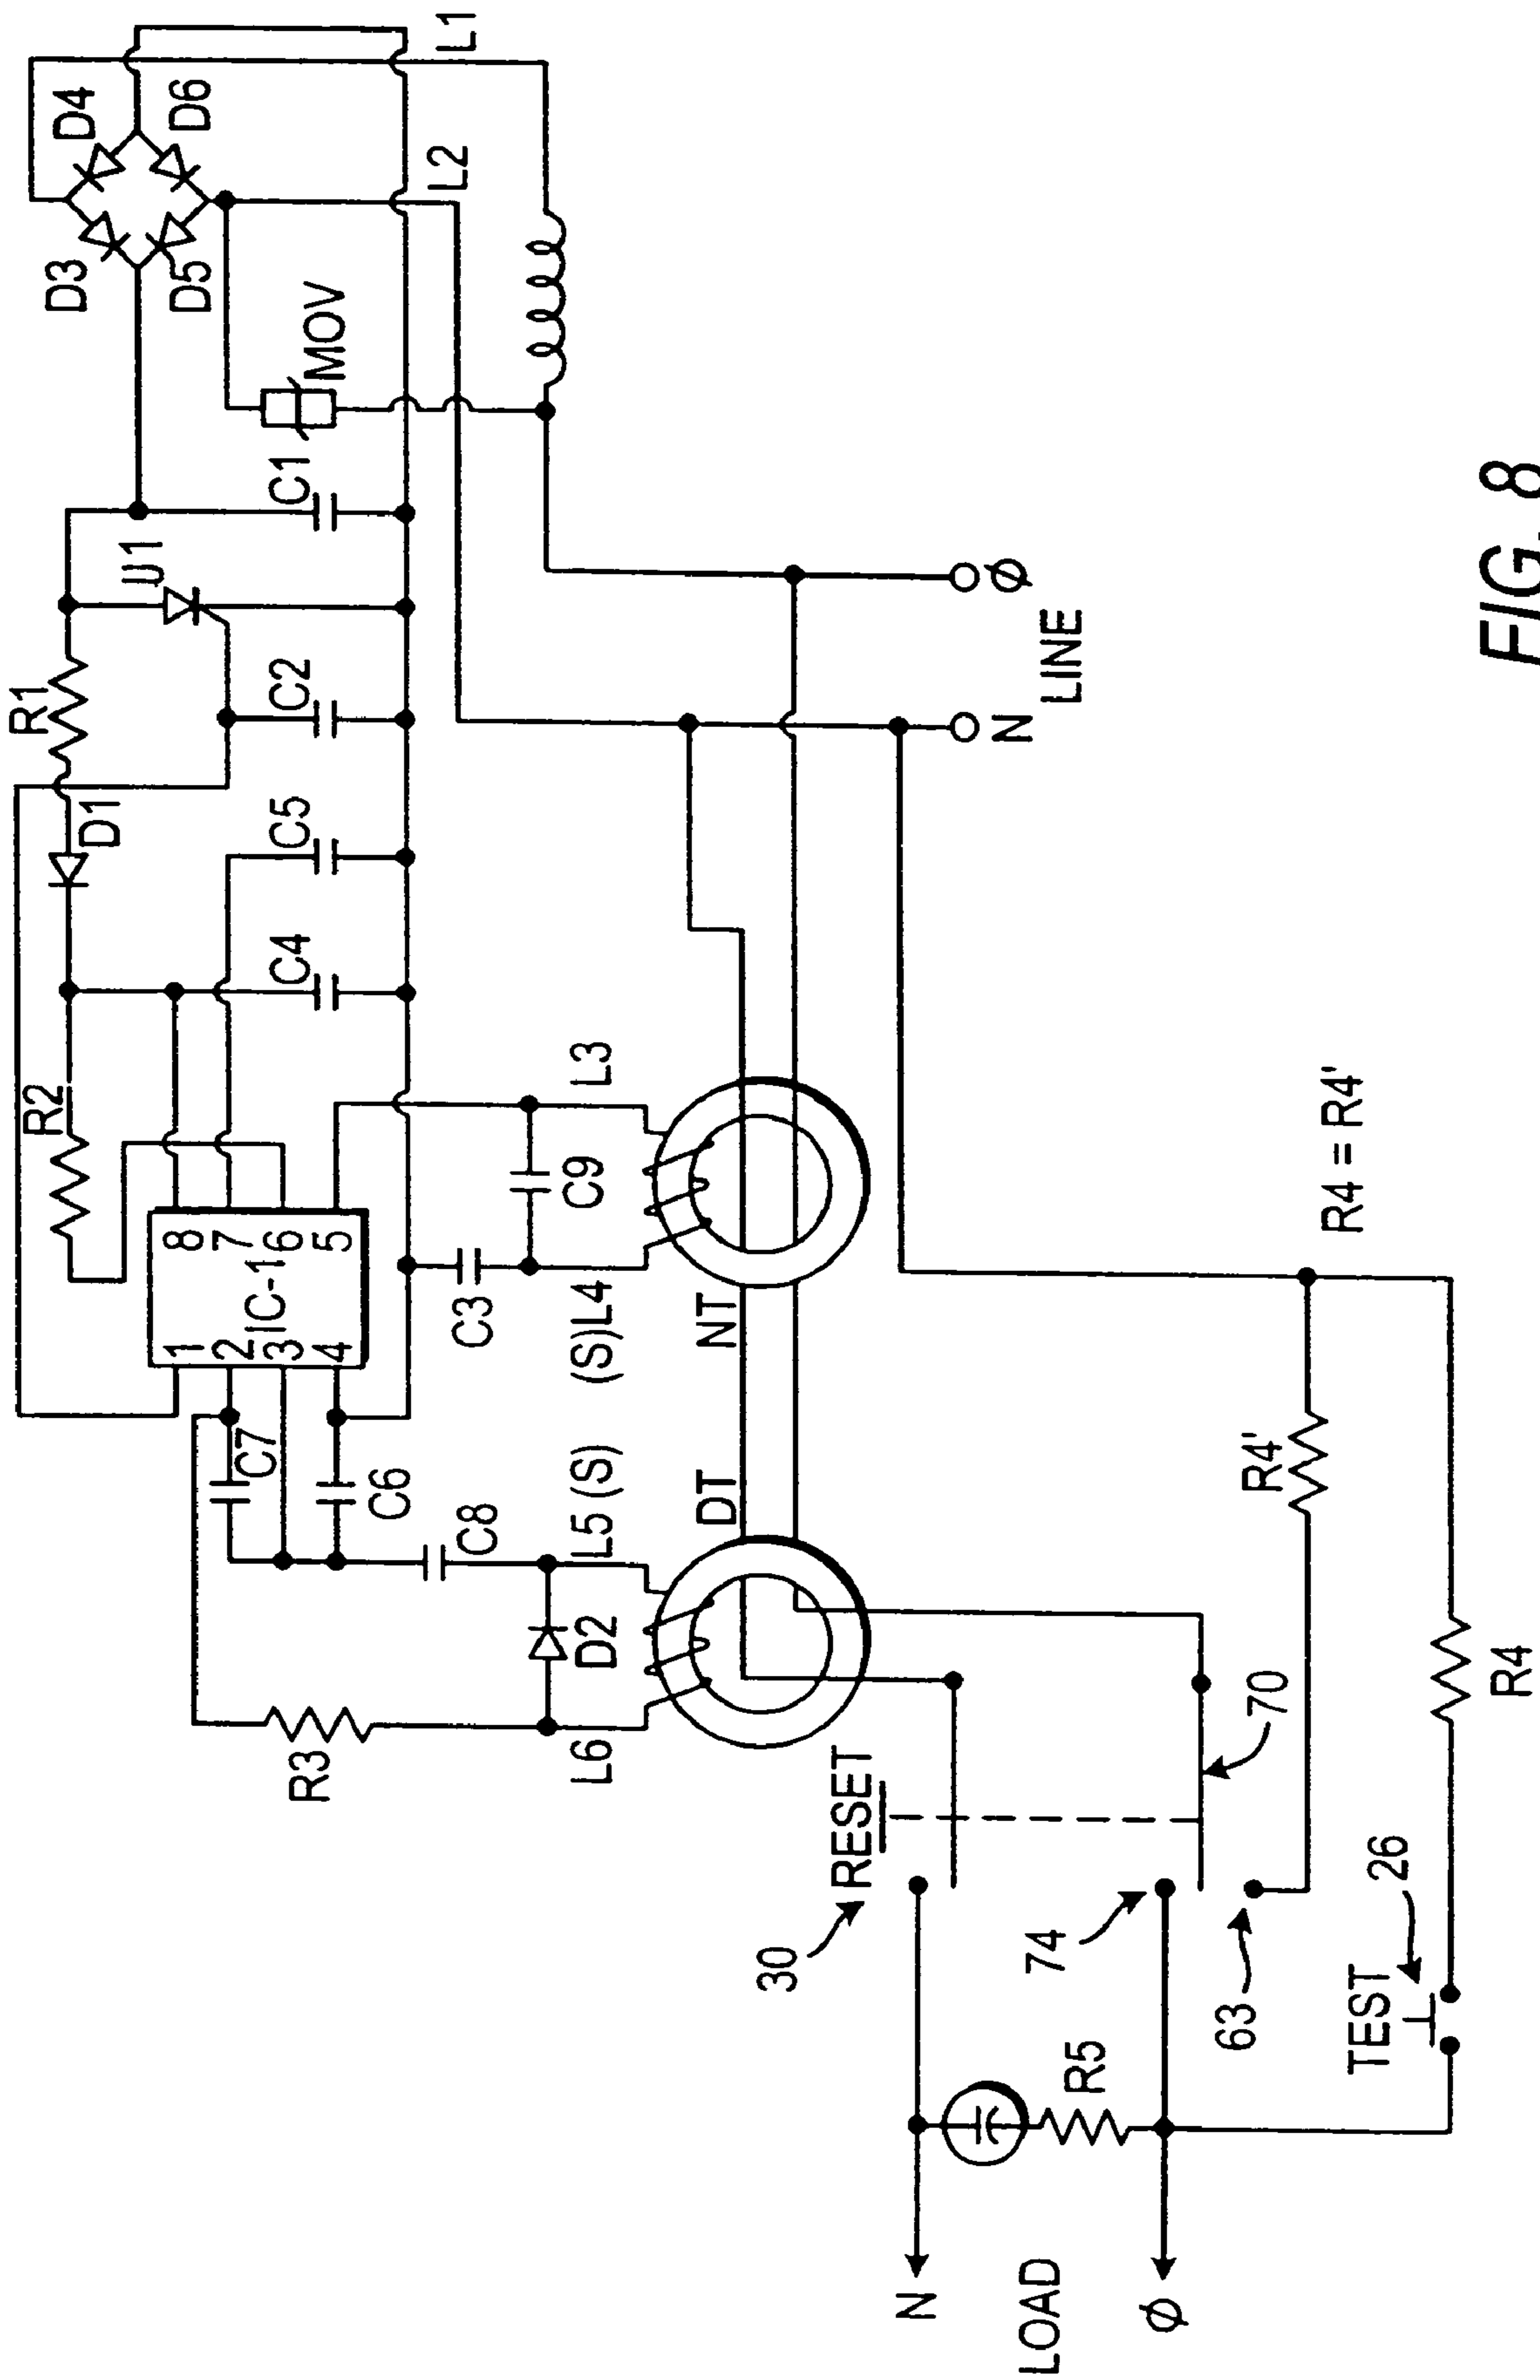 L1
D4
D6
D3
D5
L2
MOV
C1
U1
R1
C2
D1
C5
C4
R2
L3
C9
8
7
6
5
IC-1
1
2
3
4
C3
(S)L4
NT
C7
C6
C8
L5 (S)
DT
D2
R3
L6
N
Φ
LINE
R4 = R4'
R4'
R4
70
RESET
30
74
63
26
TEST
R5
N
LOAD
Φ
FIG. 8